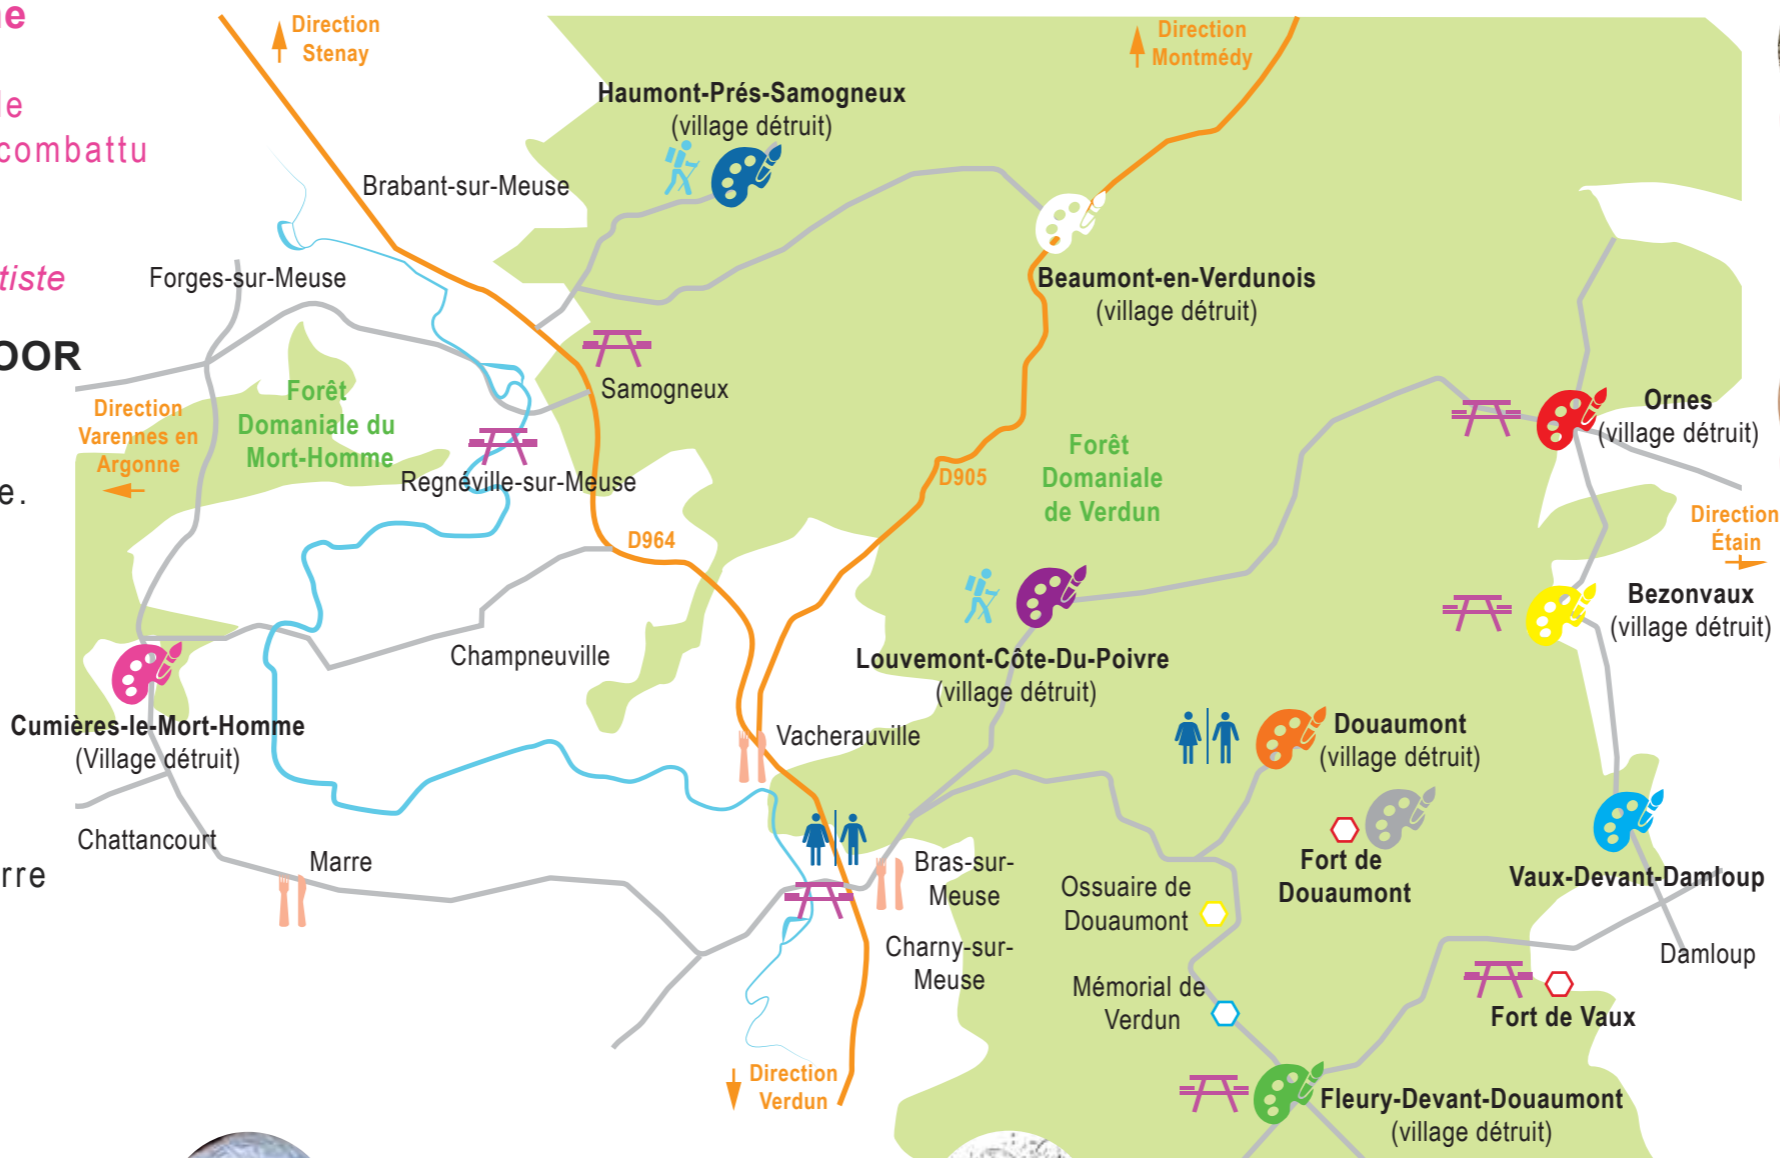 ne
le
combattu
tiste
OOR
e.
rre
Direction
Stenay
Direction
Montmédy
Haumont-Prés-Samogneux
(village détruit)
Brabant-sur-Meuse
Forges-sur-Meuse
Beaumont-en-Verdunois
(village détruit)
Samogneux
Forêt
Domaniale du
Mort-Homme
Direction
Varennes en
Argonne
Regnéville-sur-Meuse
Ornes
(village détruit)
D905
Forêt
Domaniale
de Verdun
D964
Direction
Étain
Bezonvaux
(village détruit)
Champneuville
Louvemont-Côte-Du-Poivre
(village détruit)
Cumières-le-Mort-Homme
(Village détruit)
Vacherauville
Douaumont
(village détruit)
Chattancourt
Marre
Bras-sur-
Meuse
Fort de
Douaumont
Ossuaire de
Douaumont
Vaux-Devant-Damloup
Charny-sur-
Meuse
Damloup
Mémorial de
Verdun
Fort de Vaux
Direction
Verdun
Fleury-Devant-Douaumont
(village détruit)